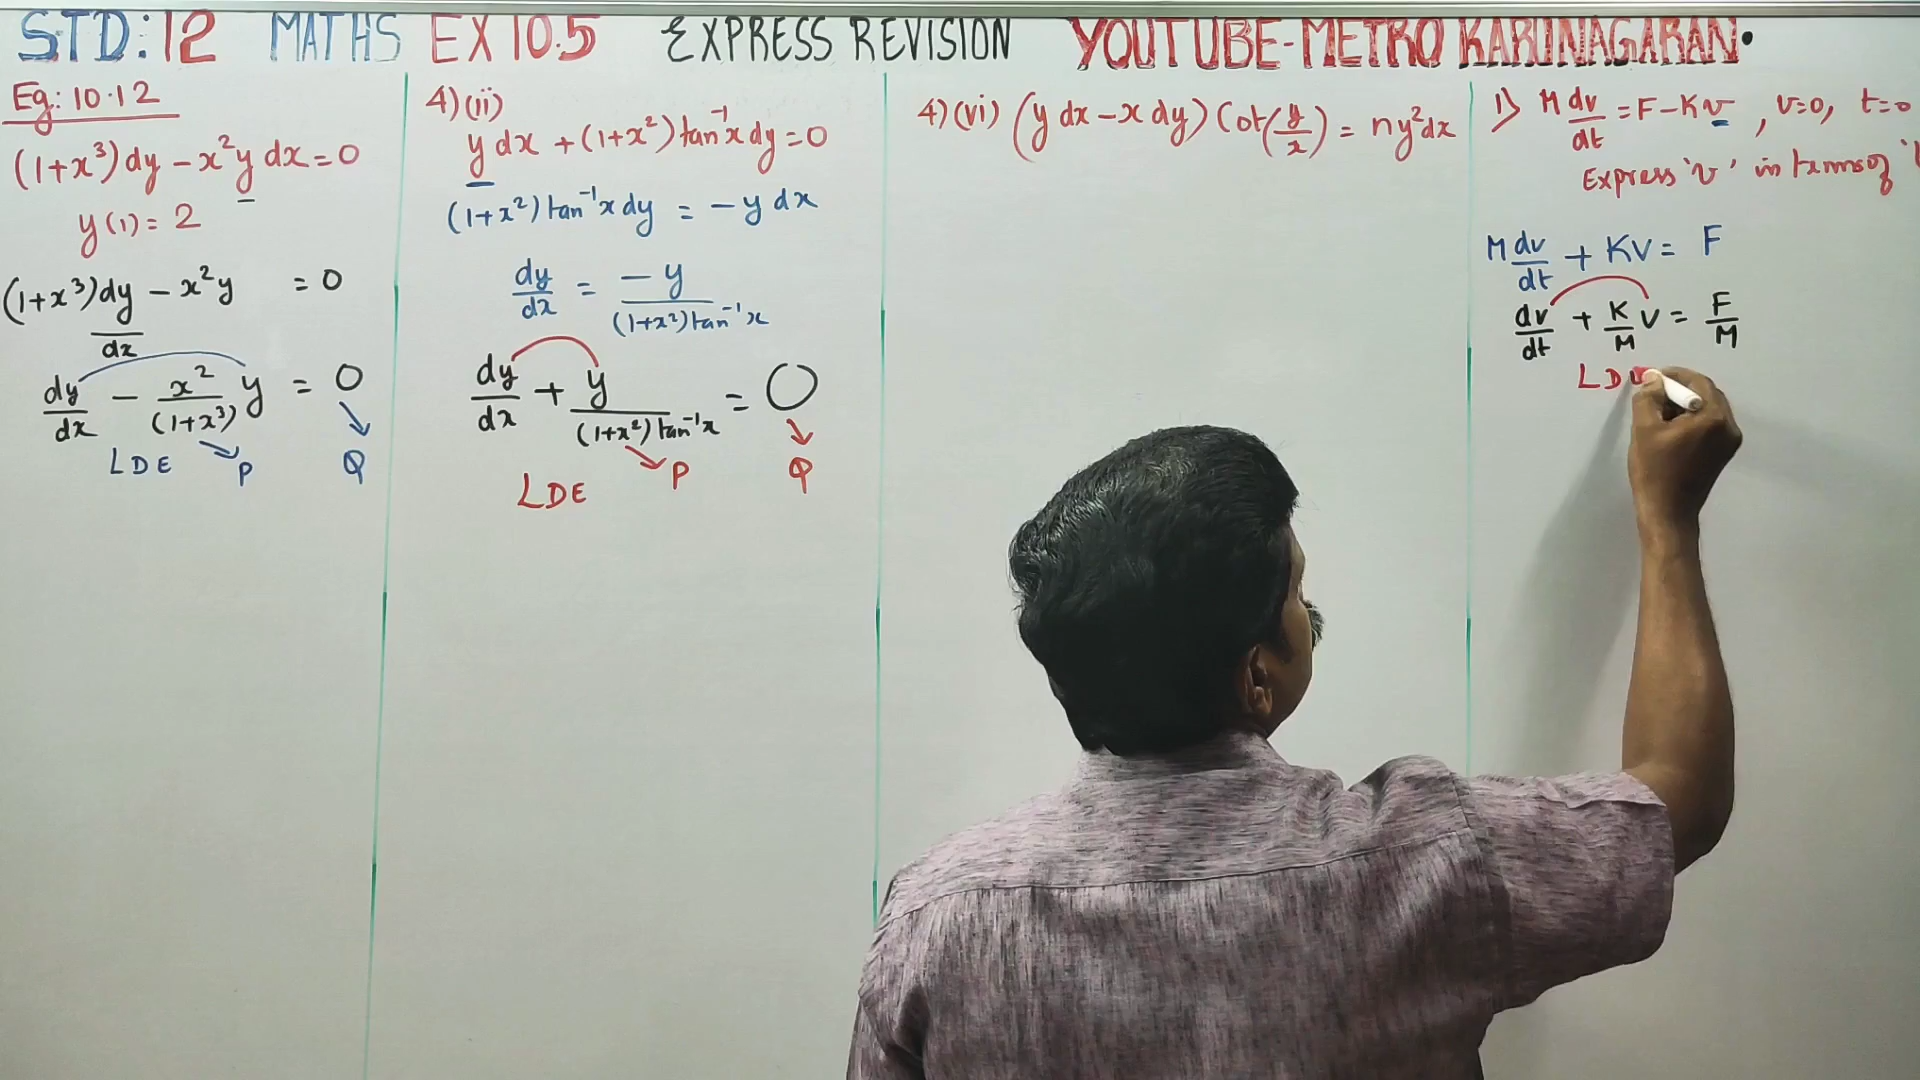 STD:12 MATHS EX 10.5 EXPRESS REVISION YOUTUBE-METRO KARUNAGARAN.
Eg: 10.12
(1+x³)dy − x²y dx = 0
y(1) = 2
(1+x³)dy/dx − x²y = 0
dy/dx − x²/(1+x³) y = 0
LDE P Q
4)(ii)
y dx + (1+x²)tan⁻¹x dy = 0
(1+x²)tan⁻¹x dy = −y dx
dy/dx = −y/(1+x²)tan⁻¹x
dy/dx + y/(1+x²)tan⁻¹x = 0
LDE P Q
4)(vi) (y dx − x dy) Cot(y/x) = ny²dx
1) M dv/dt = F − Kv, v=0, t=0
Express 'v' in terms of
M dv/dt + KV = F
dv/dt + K/M V = F/M
LD